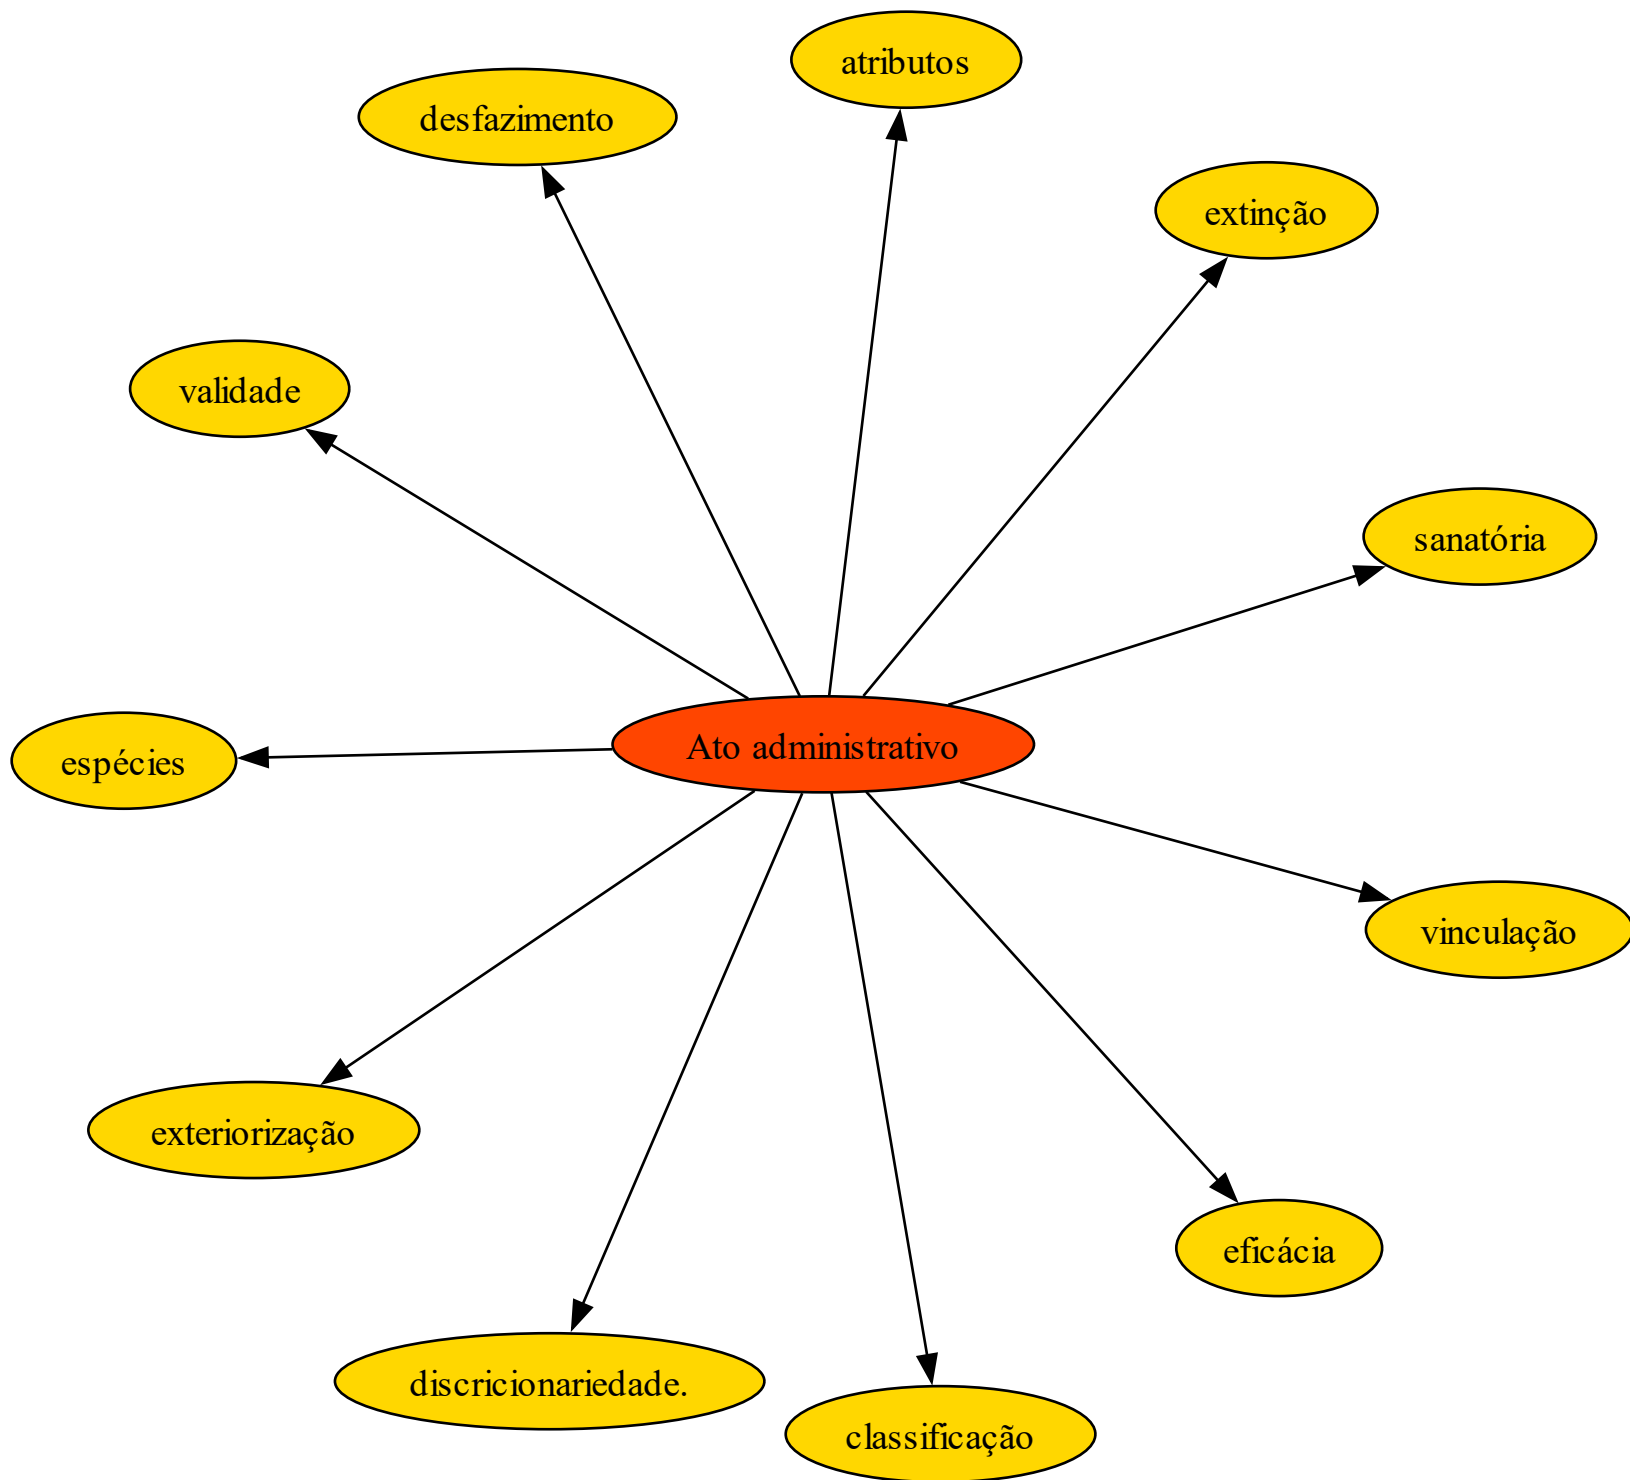 atributos
desfazimento
extinção
validade
sanatória
Ato administrativo
espécies
vinculação
exteriorização
eficácia
discricionariedade.
classificação